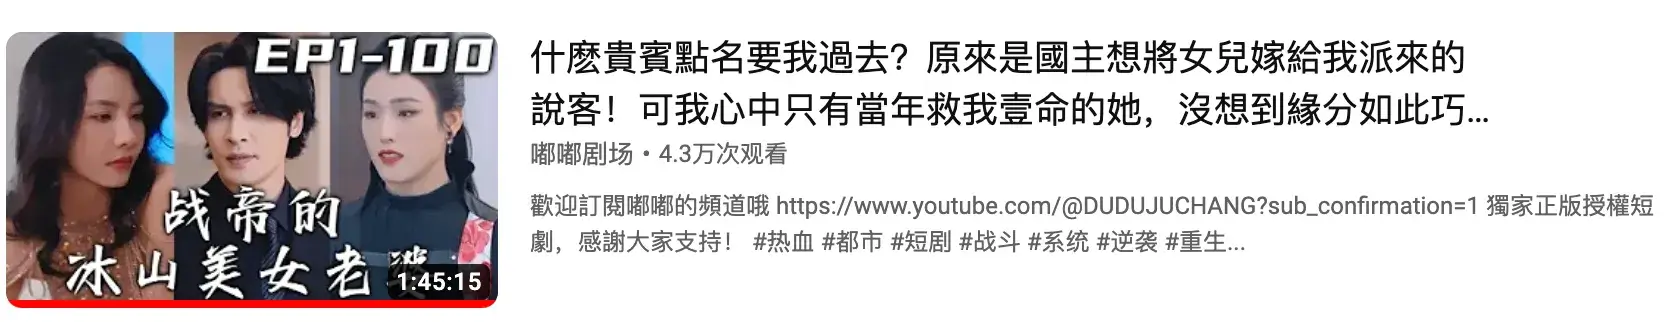 EP1-100
战帝的
冰山美女老婆
1:45:15
什麽貴賓點名要我過去？原來是國主想將女兒嫁給我派來的
說客！可我心中只有當年救我壹命的她，沒想到緣分如此巧...
嘟嘟剧场 • 4.3万次观看
歡迎訂閱嘟嘟的頻道哦 https://www.youtube.com/@DUDUJUCHANG?sub_confirmation=1 獨家正版授權短
劇，感謝大家支持！ #热血 #都市 #短剧 #战斗 #系统 #逆袭 #重生...